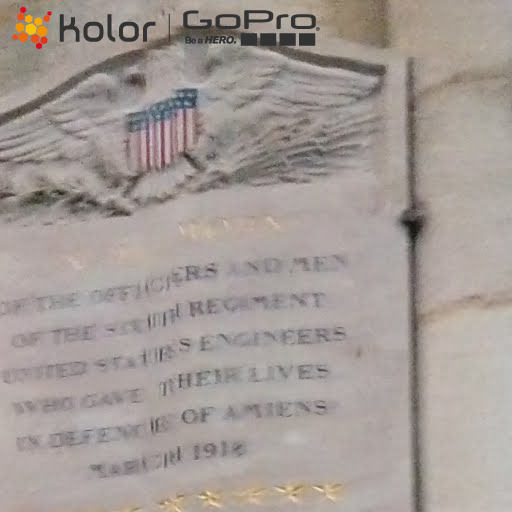 Kolor GoPro
Be a HERO.
OF THE OFFICERS AND MEN
OF THE SIXTH REGIMENT
UNITED STATES ENGINEERS
WHO GAVE THEIR LIVES
IN DEFENCE OF AMIENS
MARCH 1918